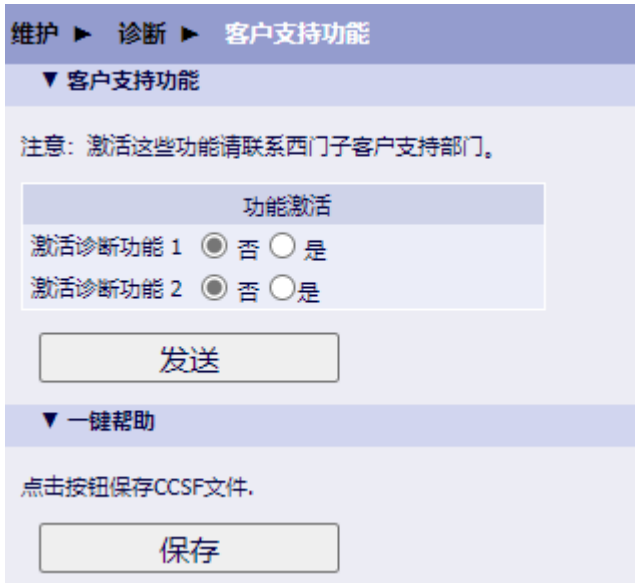 维护 ► 诊断 ► 客户支持功能
▼ 客户支持功能
注意：激活这些功能请联系西门子客户支持部门。
功能激活
激活诊断功能 1 否 是
激活诊断功能 2 否 是
发送
▼ 一键帮助
点击按钮保存CCSF文件.
保存